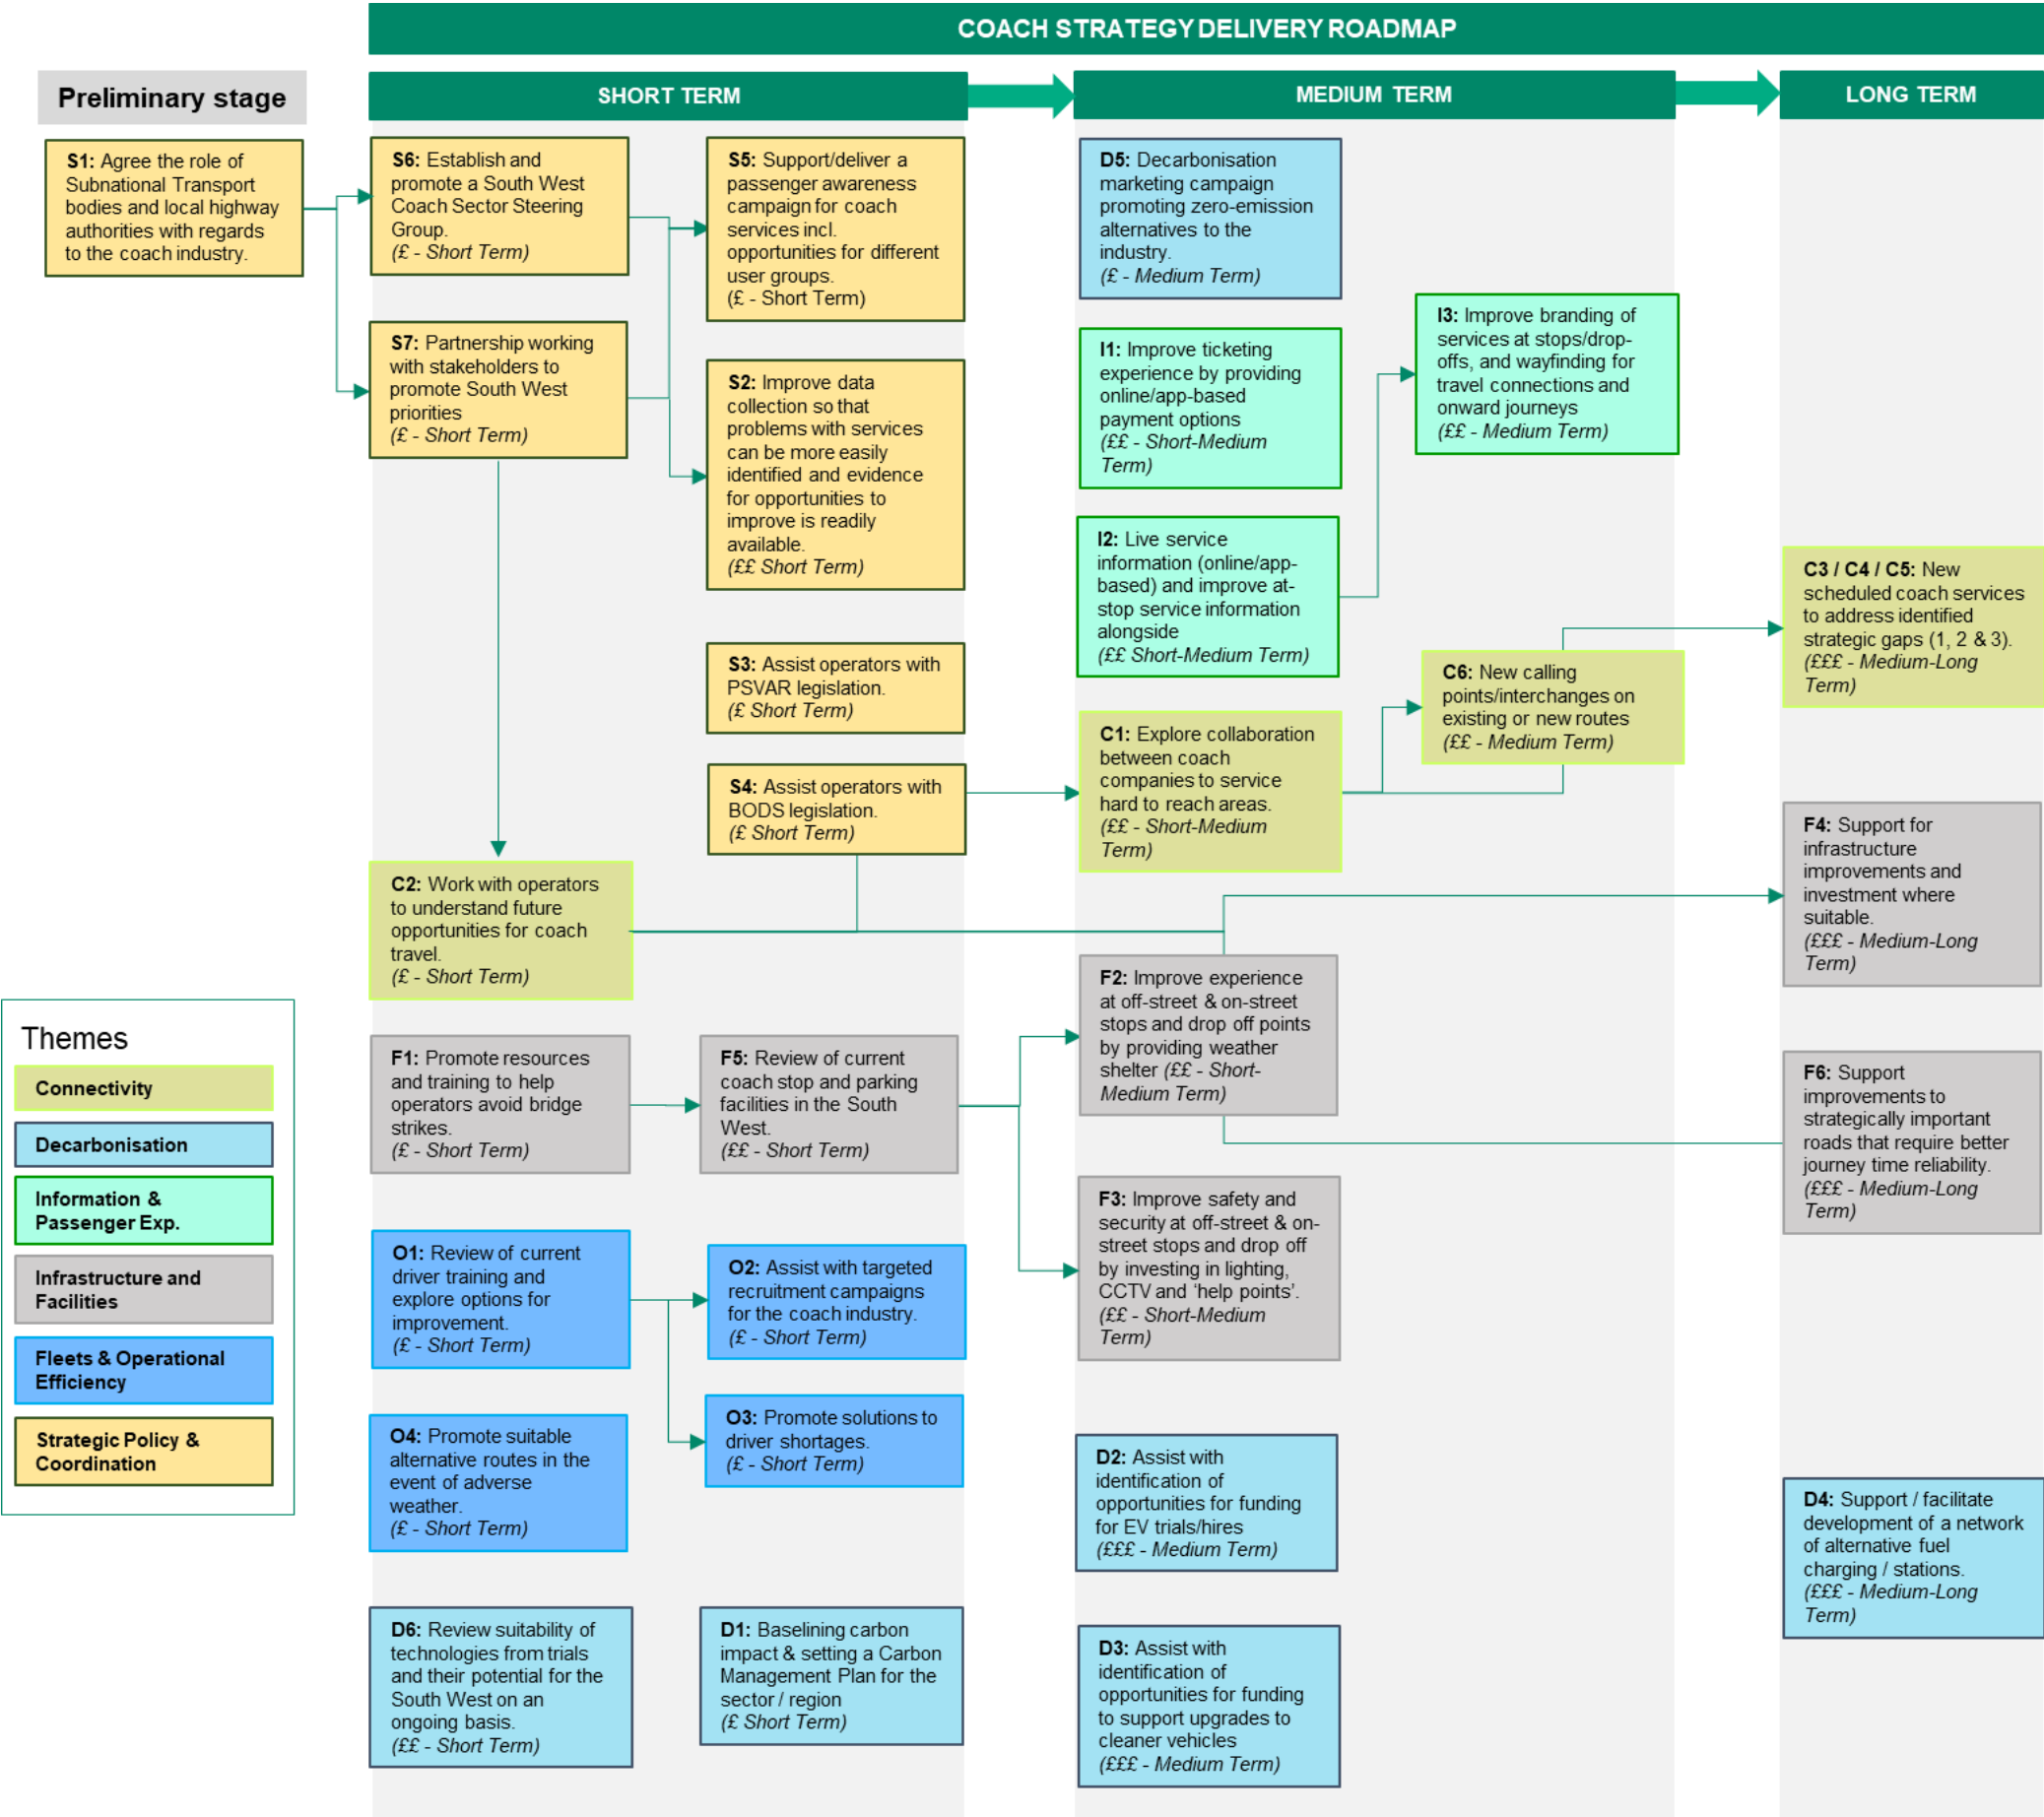 COACH STRATEGY DELIVERY ROADMAP
Preliminary stage
SHORT TERM
MEDIUM TERM
LONG TERM
S1: Agree the role of
Subnational Transport
bodies and local highway
authorities with regards
to the coach industry.
S6: Establish and
promote a South West
Coach Sector Steering
Group.
(£ - Short Term)
S7: Partnership working
with stakeholders to
promote South West
priorities
(£ - Short Term)
C2: Work with operators
to understand future
opportunities for coach
travel.
(£ - Short Term)
F1: Promote resources
and training to help
operators avoid bridge
strikes.
(£ - Short Term)
O1: Review of current
driver training and
explore options for
improvement.
(£ - Short Term)
O4: Promote suitable
alternative routes in the
event of adverse
weather.
(£ - Short Term)
D6: Review suitability of
technologies from trials
and their potential for the
South West on an
ongoing basis.
(££ - Short Term)
S5: Support/deliver a
passenger awareness
campaign for coach
services incl.
opportunities for different
user groups.
(£ - Short Term)
S2: Improve data
collection so that
problems with services
can be more easily
identified and evidence
for opportunities to
improve is readily
available.
(££ Short Term)
S3: Assist operators with
PSVAR legislation.
(£ Short Term)
S4: Assist operators with
BODS legislation.
(£ Short Term)
F5: Review of current
coach stop and parking
facilities in the South
West.
(££ - Short Term)
O2: Assist with targeted
recruitment campaigns
for the coach industry.
(£ - Short Term)
O3: Promote solutions to
driver shortages.
(£ - Short Term)
D1: Baselining carbon
impact & setting a Carbon
Management Plan for the
sector / region
(£ Short Term)
D5: Decarbonisation
marketing campaign
promoting zero-emission
alternatives to the
industry.
(£ - Medium Term)
I1: Improve ticketing
experience by providing
online/app-based
payment options
(££ - Short-Medium
Term)
I2: Live service
information (online/app-
based) and improve at-
stop service information
alongside
(££ Short-Medium Term)
C1: Explore collaboration
between coach
companies to service
hard to reach areas.
(££ - Short-Medium
Term)
F2: Improve experience
at off-street & on-street
stops and drop off points
by providing weather
shelter (££ - Short-
Medium Term)
F3: Improve safety and
security at off-street & on-
street stops and drop off
by investing in lighting,
CCTV and ‘help points’.
(££ - Short-Medium
Term)
D2: Assist with
identification of
opportunities for funding
for EV trials/hires
(£££ - Medium Term)
D3: Assist with
identification of
opportunities for funding
to support upgrades to
cleaner vehicles
(£££ - Medium Term)
I3: Improve branding of
services at stops/drop-
offs, and wayfinding for
travel connections and
onward journeys
(££ - Medium Term)
C6: New calling
points/interchanges on
existing or new routes
(££ - Medium Term)
C3 / C4 / C5: New
scheduled coach services
to address identified
strategic gaps (1, 2 & 3).
(£££ - Medium-Long
Term)
F4: Support for
infrastructure
improvements and
investment where
suitable.
(£££ - Medium-Long
Term)
F6: Support
improvements to
strategically important
roads that require better
journey time reliability.
(£££ - Medium-Long
Term)
D4: Support / facilitate
development of a network
of alternative fuel
charging / stations.
(£££ - Medium-Long
Term)
Themes
Connectivity
Decarbonisation
Information &
Passenger Exp.
Infrastructure and
Facilities
Fleets & Operational
Efficiency
Strategic Policy &
Coordination